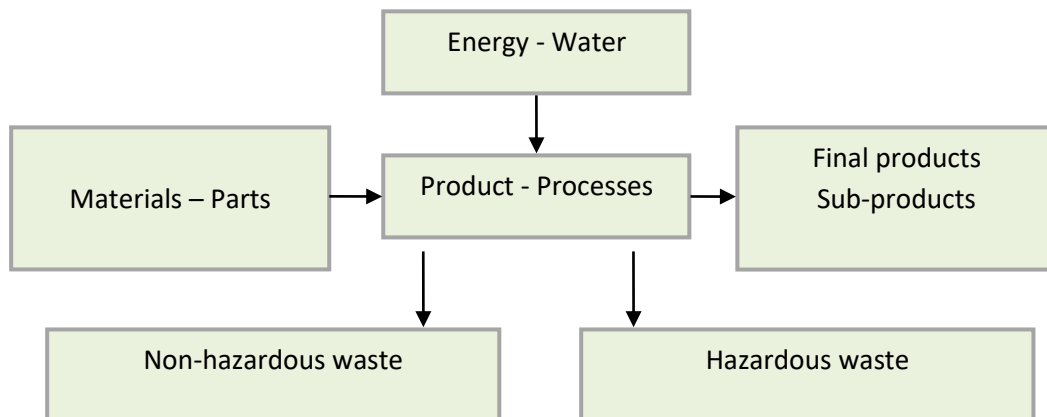 Energy - Water
Materials – Parts
Product - Processes
Final products
Sub-products
Non-hazardous waste
Hazardous waste